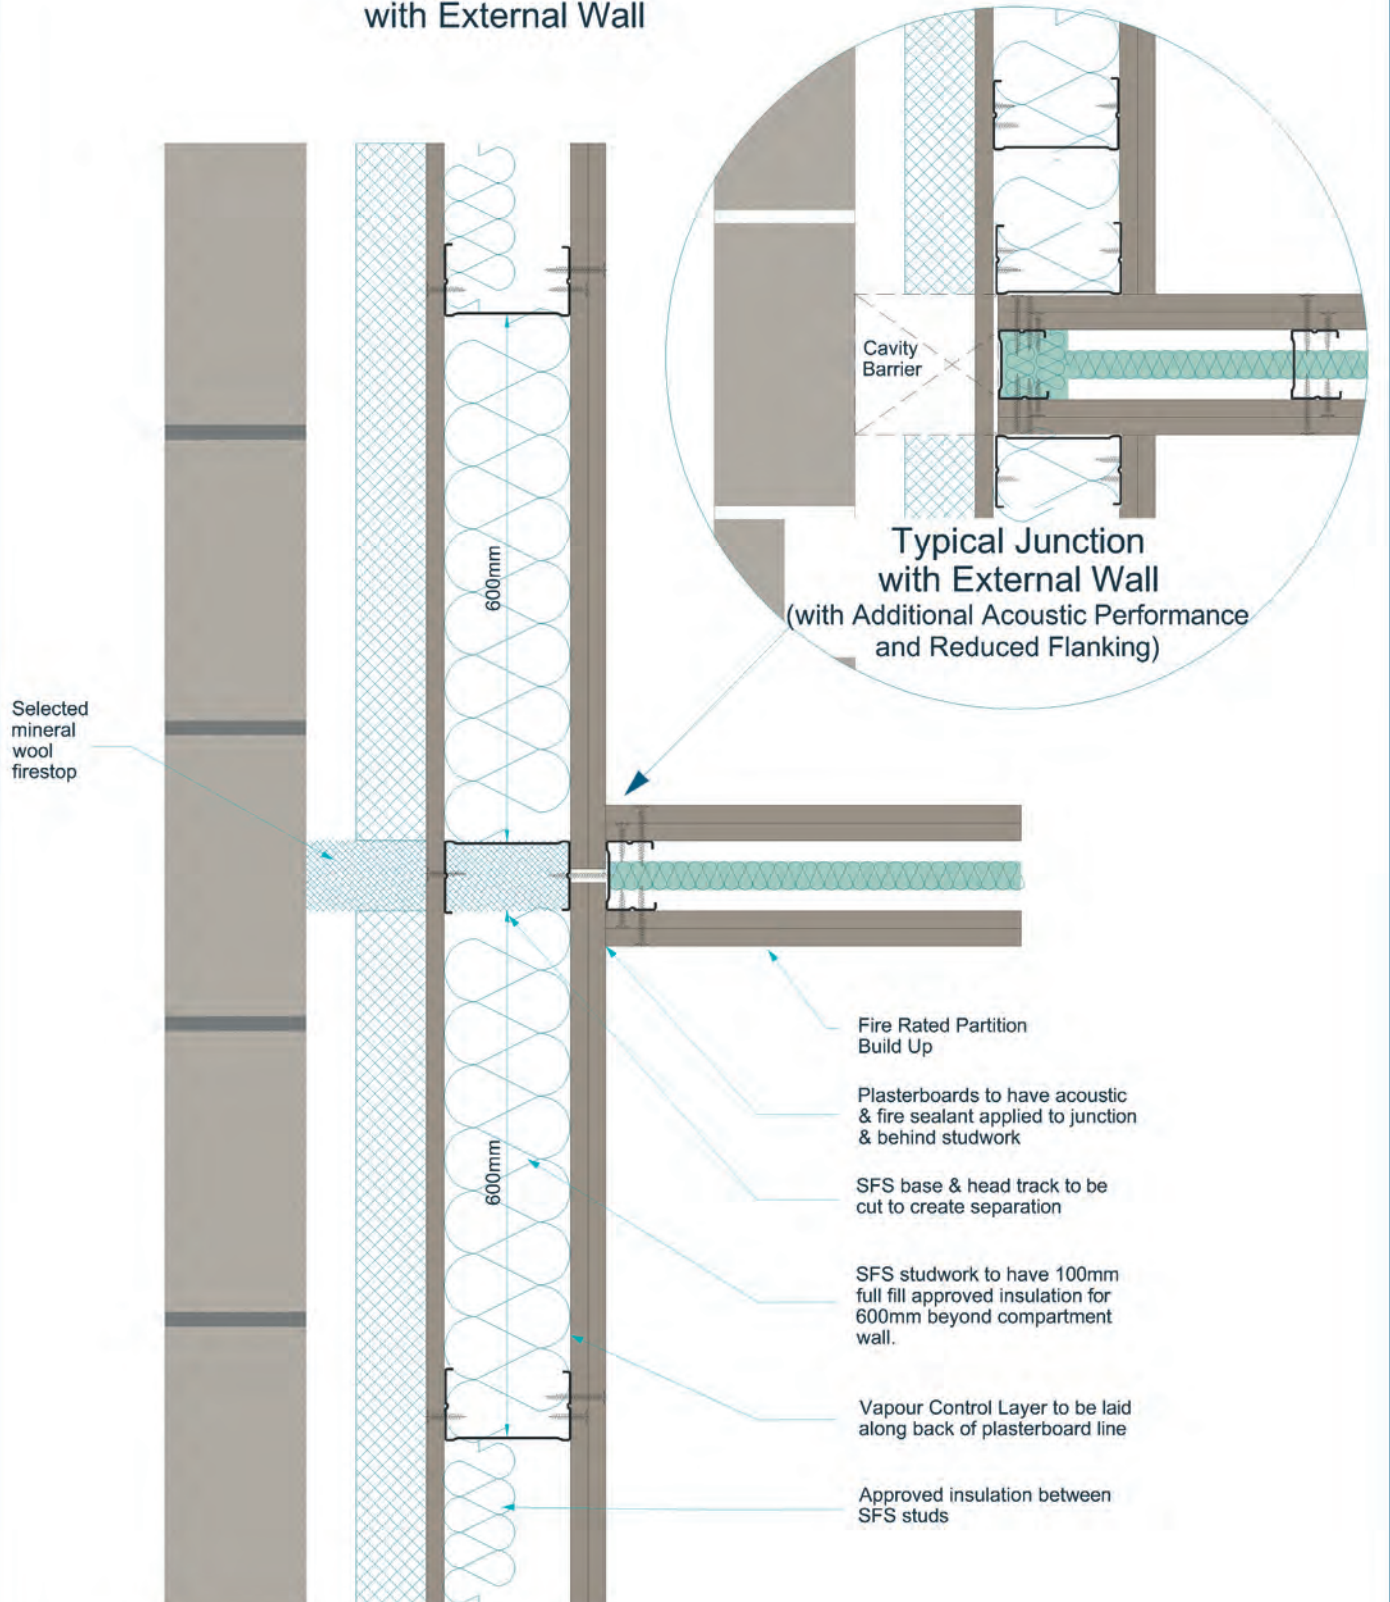 with External Wall
Cavity
Barrier
Typical Junction
with External Wall
(with Additional Acoustic Performance
and Reduced Flanking)
600mm
Selected
mineral
wool
firestop
Fire Rated Partition
Build Up
Plasterboards to have acoustic
& fire sealant applied to junction
& behind studwork
600mm
SFS base & head track to be
cut to create separation
SFS studwork to have 100mm
full fill approved insulation for
600mm beyond compartment
wall.
Vapour Control Layer to be laid
along back of plasterboard line
Approved insulation between
SFS studs